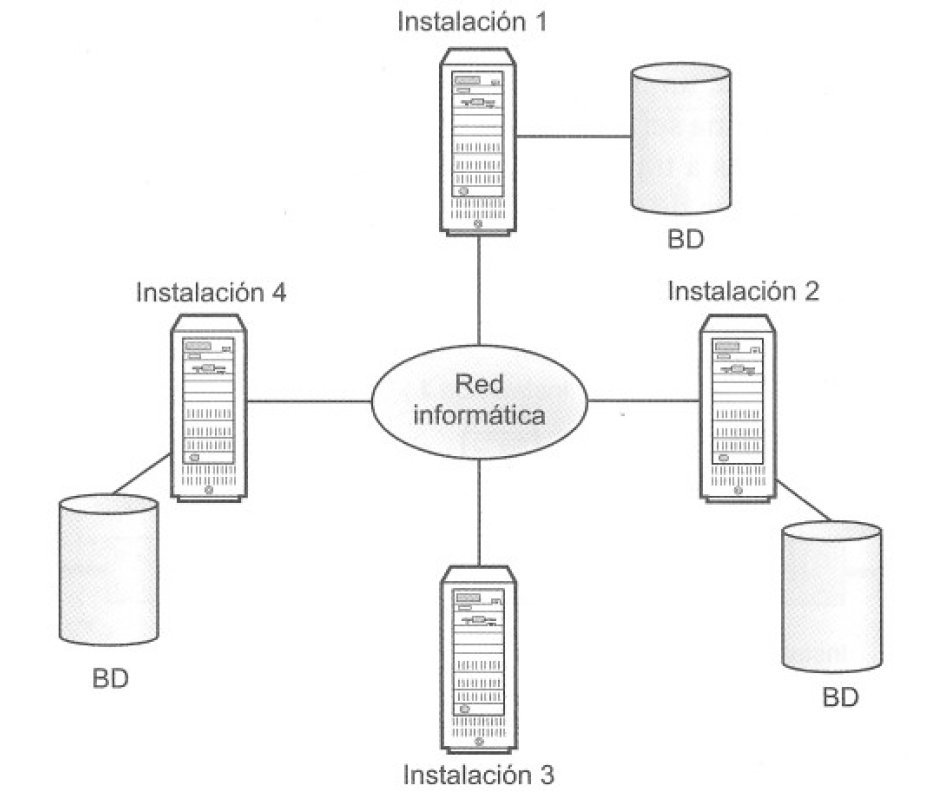 Instalación 1
BD
Instalación 4
Instalación 2
Red
informática
BD
BD
Instalación 3